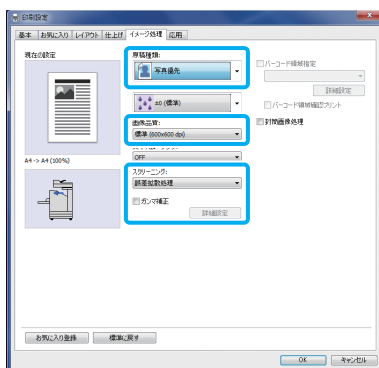 印刷設定
基本 お気に入り レイアウト 仕上げ イメージ処理 応用
現在の設定
A4 -> A4 (100%)
原稿種類:
写真優先
±0 (標準)
画像品質:
標準 (600x600 dpi)
OFF
スクリーニング:
誤差拡散処理
ガンマ補正
詳細設定
バーコード領域指定
詳細設定
バーコード領域確認プリント
封筒画像処理
お気に入り登録 標準に戻す
OK キャンセル